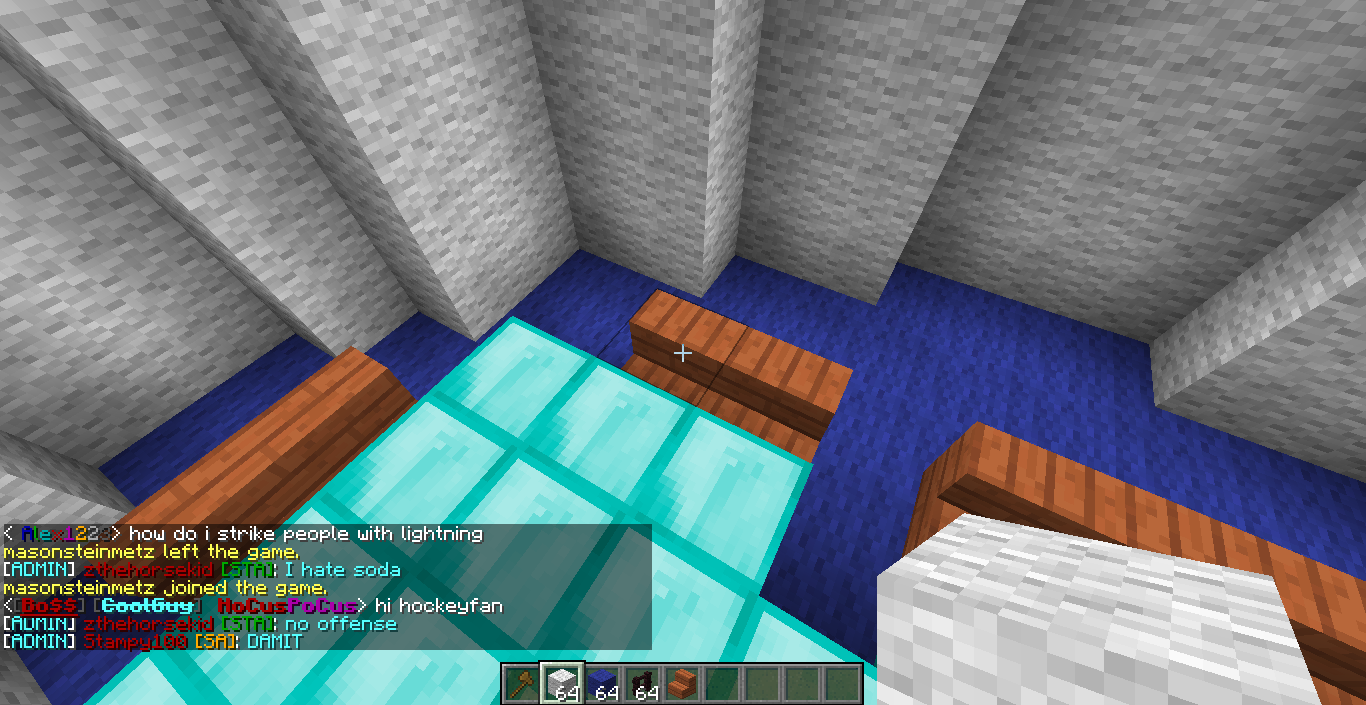 < Alex1228> how do i strike people with lightning
masonsteinmetz left the game.
[ADMIN] zthehorsekid [STA]: I hate soda
masonsteinmetz joined the game.
<[Bo$$] [CoolGuy] HoCusPoCus> hi hockeyfan
[ADMIN] zthehorsekid [STA]: no offense
[ADMIN] Stampy100 [SA]: DAMIT
64 64 64